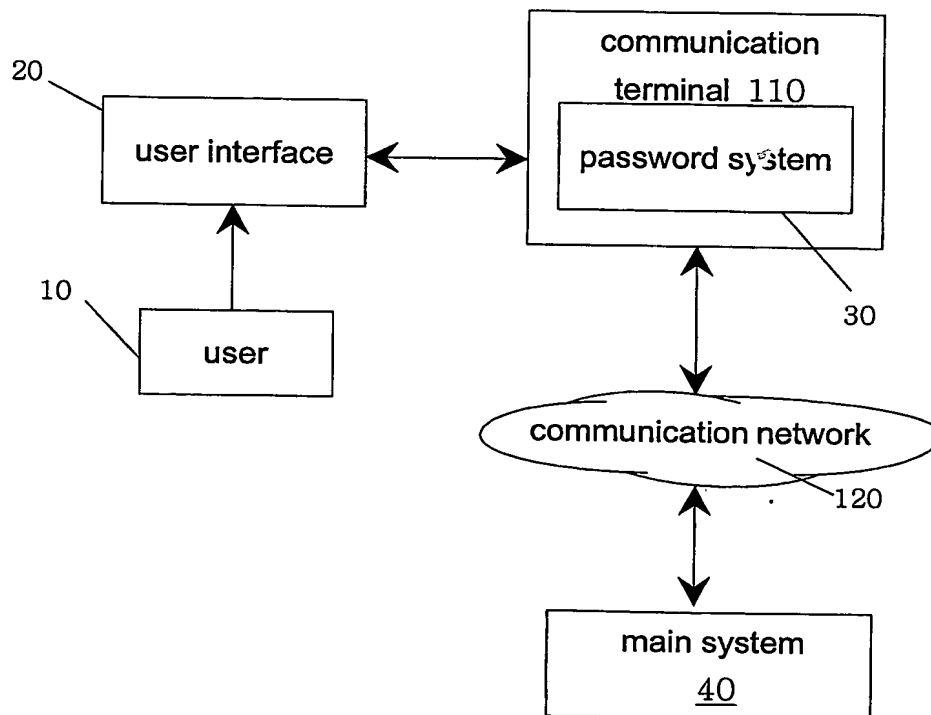 communication
terminal 110
20
user interface
password system
10
30
user
communication network
120
main system
40